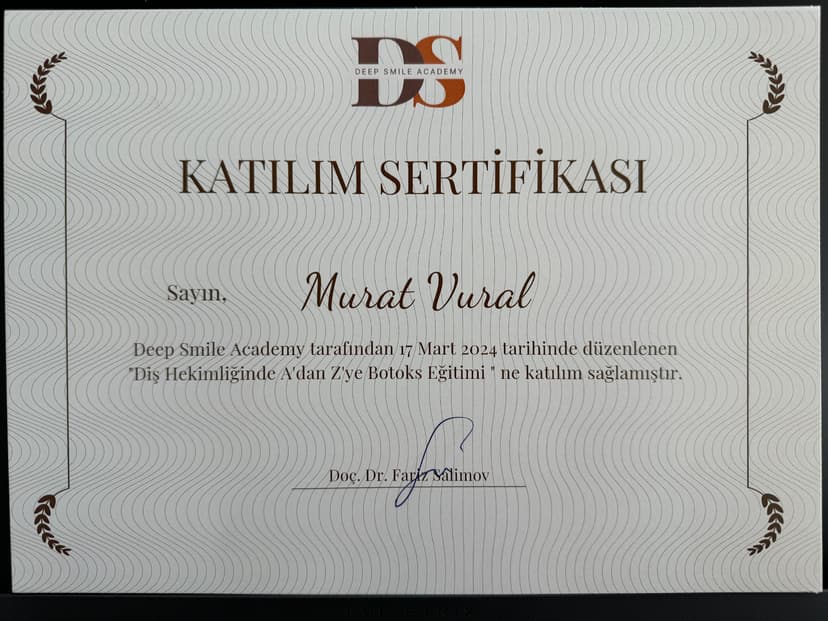 DS
DEEP SMILE ACADEMY
KATILIM SERTİFİKASI
Sayın, Murat Vural
Deep Smile Academy tarafından 17 Mart 2024 tarihinde düzenlenen
"Diş Hekimliğinde A'dan Z'ye Botoks Eğitimi " ne katılım sağlamıştır.
Doç. Dr. Fariz Salimov